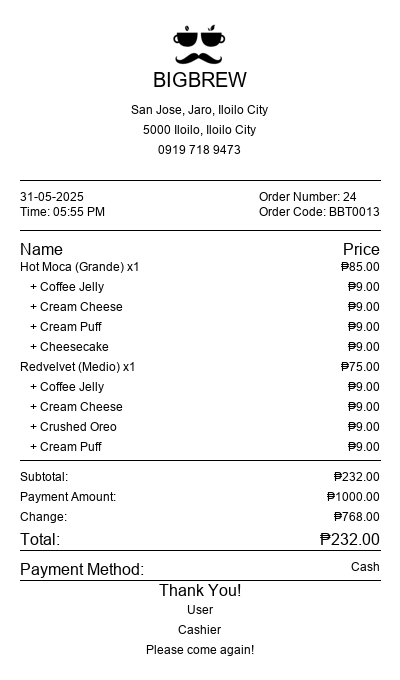 BIGBREW
San Jose, Jaro, Iloilo City
5000 Iloilo, Iloilo City
0919 718 9473
31-05-2025 Order Number: 24
Time: 05:55 PM Order Code: BBT0013
Name Price
Hot Moca (Grande) x1 ₱85.00
+ Coffee Jelly ₱9.00
+ Cream Cheese ₱9.00
+ Cream Puff ₱9.00
+ Cheesecake ₱9.00
Redvelvet (Medio) x1 ₱75.00
+ Coffee Jelly ₱9.00
+ Cream Cheese ₱9.00
+ Crushed Oreo ₱9.00
+ Cream Puff ₱9.00
Subtotal: ₱232.00
Payment Amount: ₱1000.00
Change: ₱768.00
Total: ₱232.00
Payment Method: Cash
Thank You!
User
Cashier
Please come again!